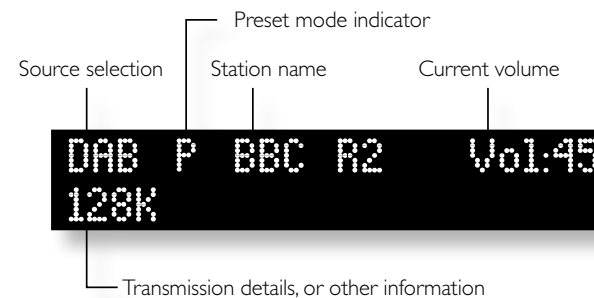 Preset mode indicator
Source selection Station name Current volume
DAB P BBC R2 Vol:45
128K
Transmission details, or other information